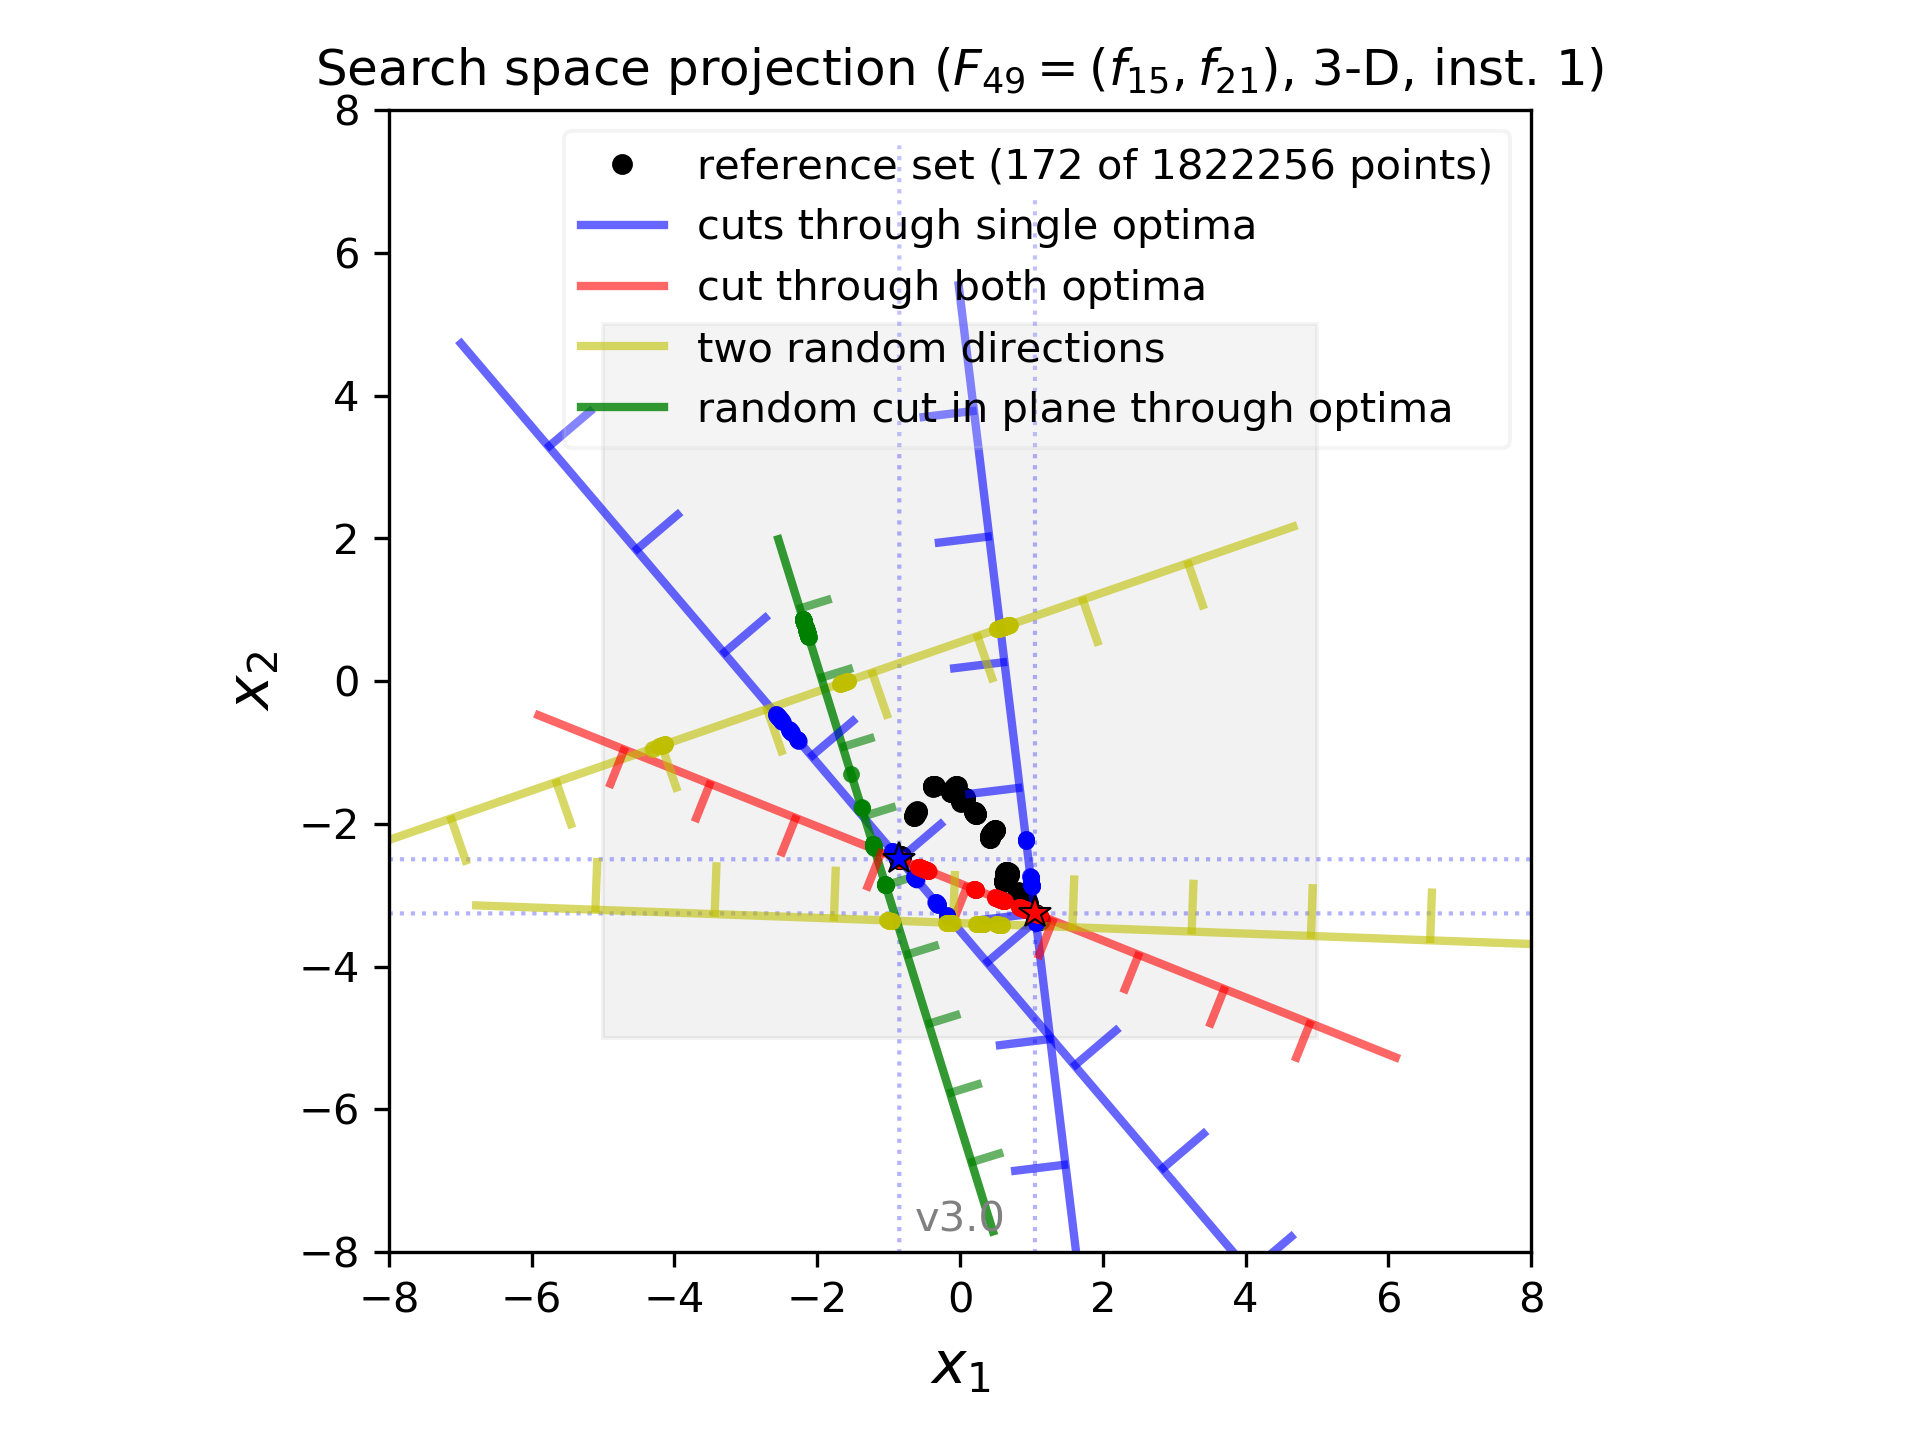 Search space projection (F49 = (f15, f21), 3-D, inst. 1)
reference set (172 of 1822256 points)
cuts through single optima
cut through both optima
two random directions
random cut in plane through optima
8
6
4
2
0
−2
−4
−6
−8
x2
v3.0
−8 −6 −4 −2 0 2 4 6 8
x1